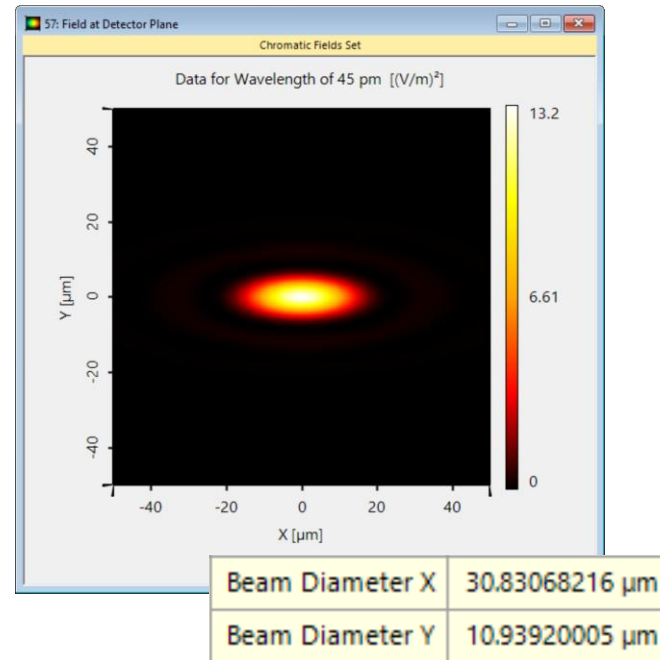 57: Field at Detector Plane
Chromatic Fields Set
Data for Wavelength of 45 pm [(V/m)²]
13.2
6.61
0
Y [µm]
40
20
0
-20
-40
-40 -20 0 20 40
X [µm]
Beam Diameter X 30.83068216 µm
Beam Diameter Y 10.93920005 µm